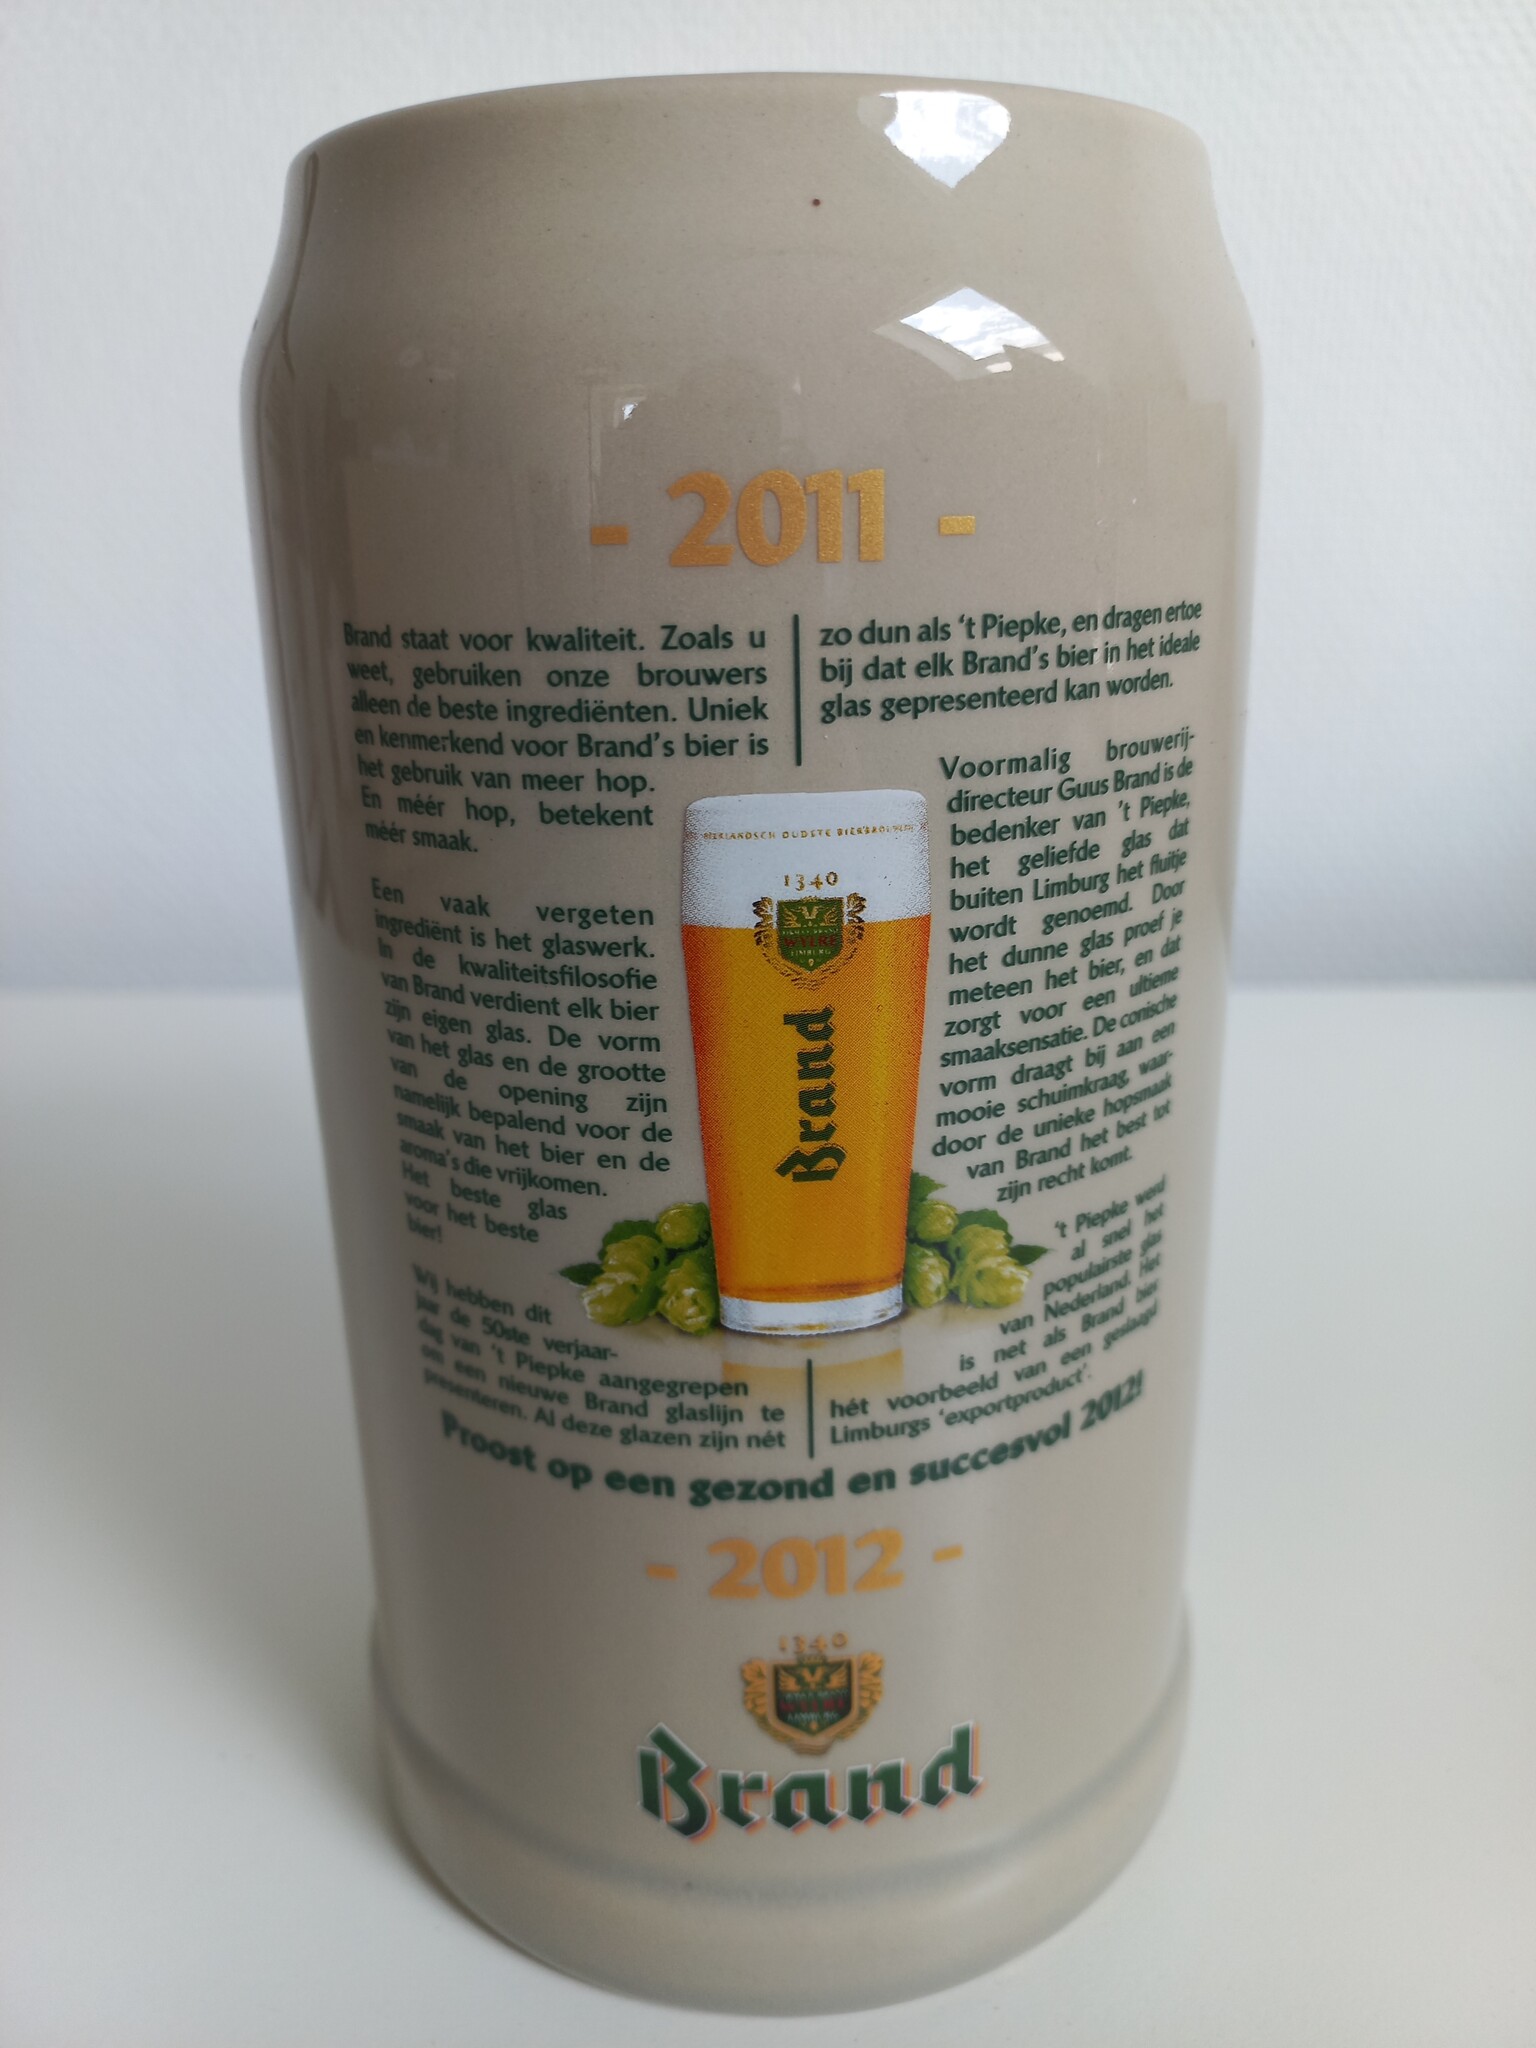 - 2011 -
Brand staat voor kwaliteit. Zoals u
weet, gebruiken onze brouwers
alleen de beste ingrediënten. Uniek
en kenmerkend voor Brand's bier is
het gebruik van meer hop.
En méér hop, betekent
méér smaak.
Een vaak vergeten
ingrediënt is het glaswerk.
In de kwaliteitsfilosofie
van Brand verdient elk bier
zijn eigen glas. De vorm
van het glas en de grootte
van de opening zijn
namelijk bepalend voor de
smaak van het bier en de
aroma's die vrijkomen.
Het beste glas
voor het beste
bier!
Wij hebben dit
jaar de 50ste verjaar-
dag van 't Piepke aangegrepen
om een nieuwe Brand glaslijn te
presenteren. Al deze glazen zijn nét
zo dun als 't Piepke, en dragen ertoe
bij dat elk Brand's bier in het ideale
glas gepresenteerd kan worden.
Voormalig brouwerij-
directeur Guus Brand is de
bedenker van 't Piepke,
het geliefde glas dat
buiten Limburg het fluitje
wordt genoemd. Door
het dunne glas proef je
meteen het bier, en dat
zorgt voor een ultieme
smaaksensatie. De conische
vorm draagt bij aan een
mooie schuimkraag, waar-
door de unieke hopsmaak
van Brand het best tot
zijn recht komt.
't Piepke werd
al snel het
populairste glas
van Nederland. Het
is net als Brand bier
hét voorbeeld van een geslaagd
Limburgs 'exportproduct'.
OUDSTE BIERBROUWERIJ
1340
WYLRE
LIMBURG
Brand
Proost op een gezond en succesvol 2012!
- 2012 -
1340
WYLRE
LIMBURG
Brand